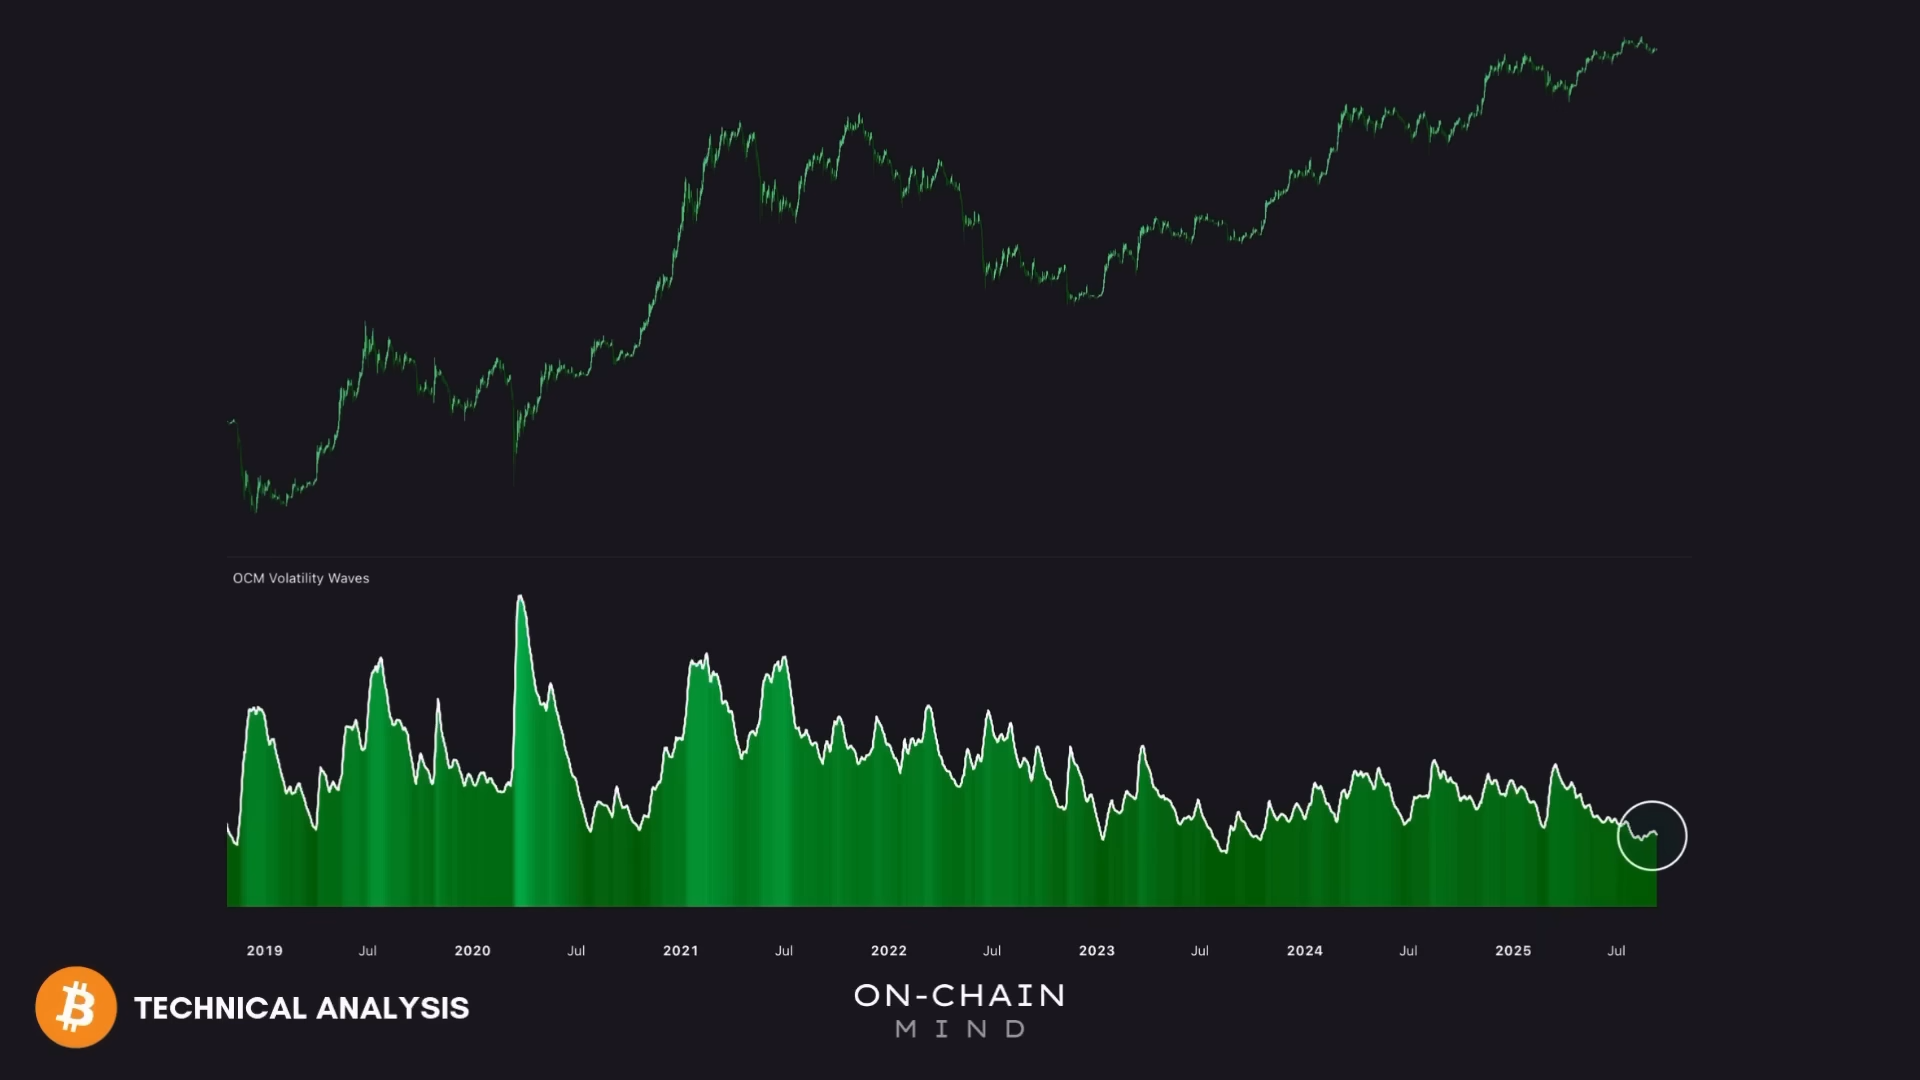 OCM Volatility Waves
2019 Jul 2020 Jul 2021 Jul 2022 Jul 2023 Jul 2024 Jul 2025 Jul
TECHNICAL ANALYSIS
ON-CHAIN
MIND